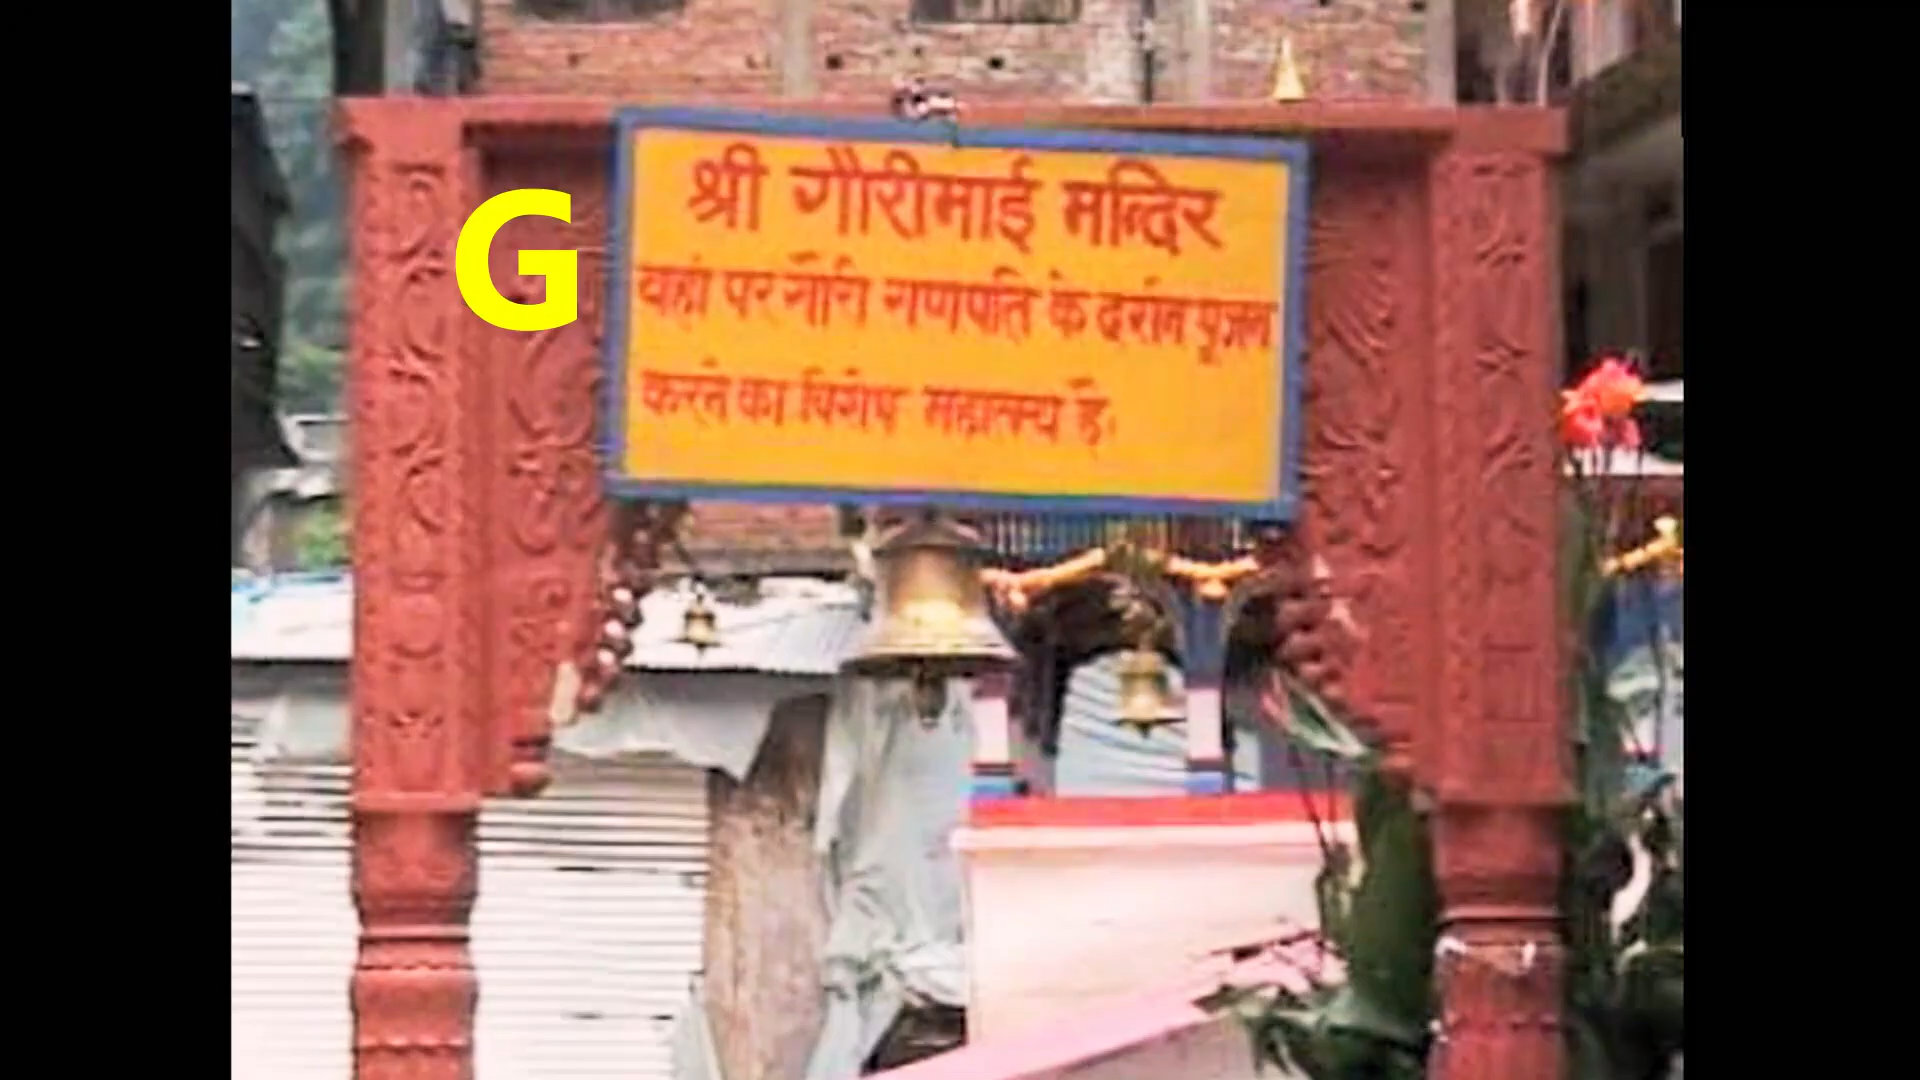 G
श्री गौरीमाई मन्दिर
यहां पर गौरी गणपति के दर्शन पूजन
करने का विशेष महात्म्य है।